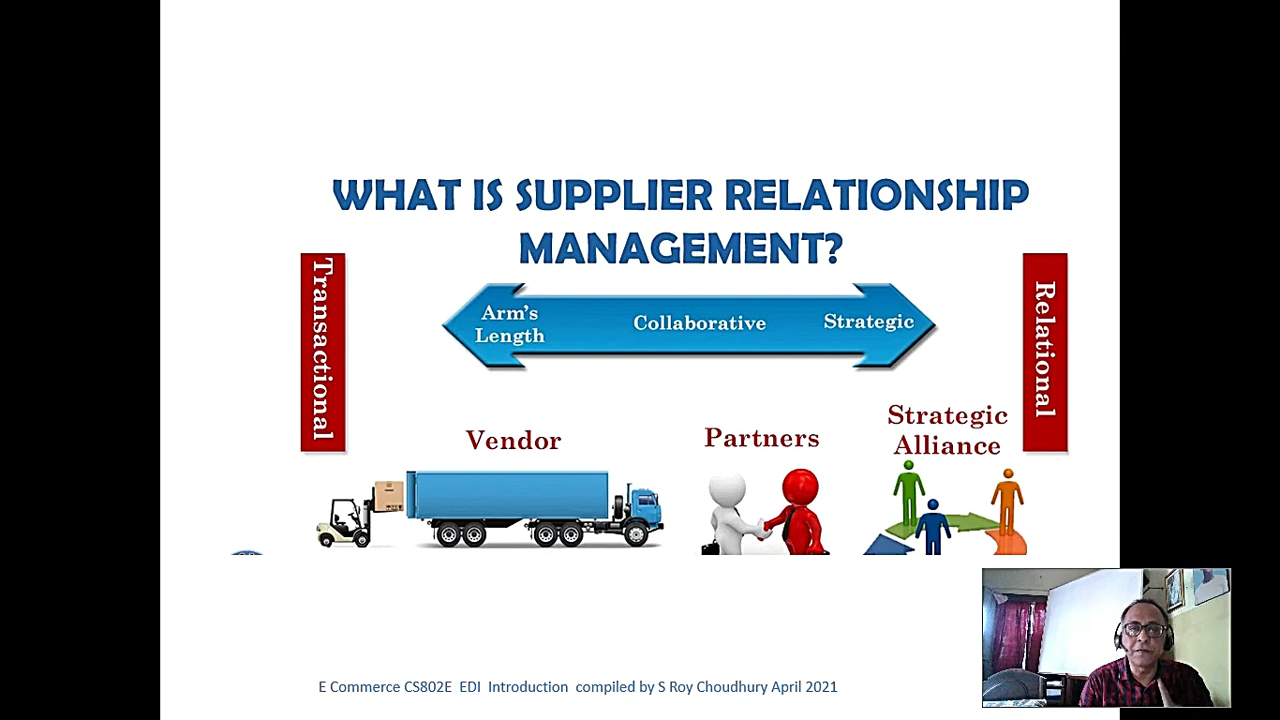 WHAT IS SUPPLIER RELATIONSHIP
MANAGEMENT?
Transactional
Arm's
Length
Collaborative
Strategic
Relational
Vendor
Partners
Strategic
Alliance
E Commerce CS802E EDI Introduction compiled by S Roy Choudhury April 2021